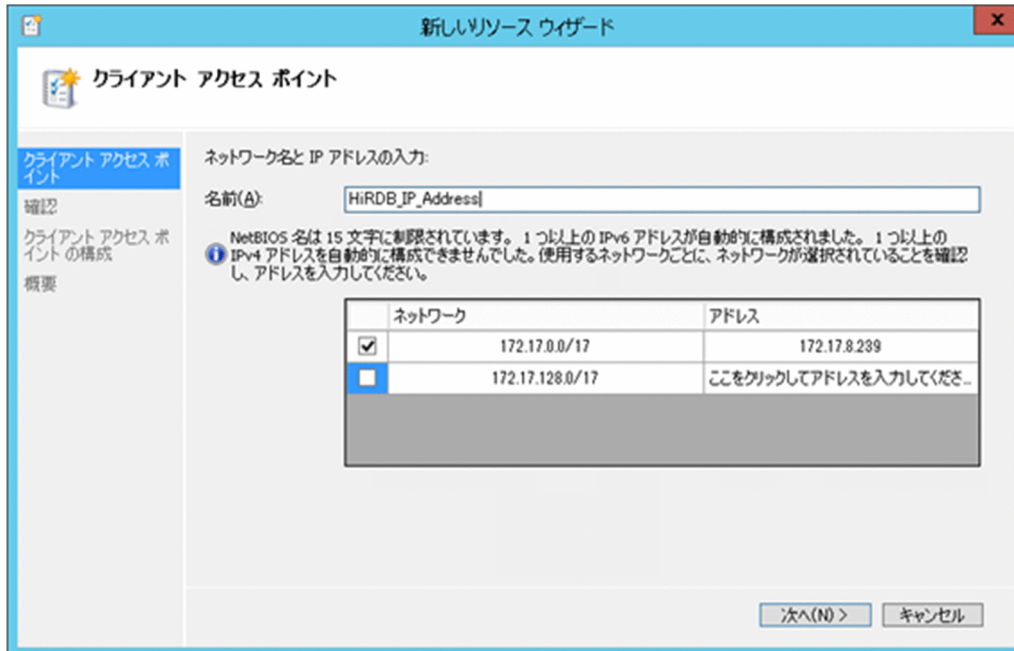 新しいリソース ウィザード
x
クライアント アクセス ポイント
クライアント アクセス ポ
イント
確認
クライアント アクセス ポ
イント の構成
概要
ネットワーク名と IP アドレスの入力:
名前(A):
HiRDB_IP_Address
NetBIOS 名は 15 文字に制限されています。 1 つ以上の IPv6 アドレスが自動的に構成されました。 1 つ以上の
IPv4 アドレスを自動的に構成できませんでした。使用するネットワークごとに、ネットワークが選択されていることを確認
し、アドレスを入力してください。
ネットワーク
アドレス
172.17.0.0/17
172.17.8.239
172.17.128.0/17
ここをクリックしてアドレスを入力してくださ...
次へ(N) >
キャンセル